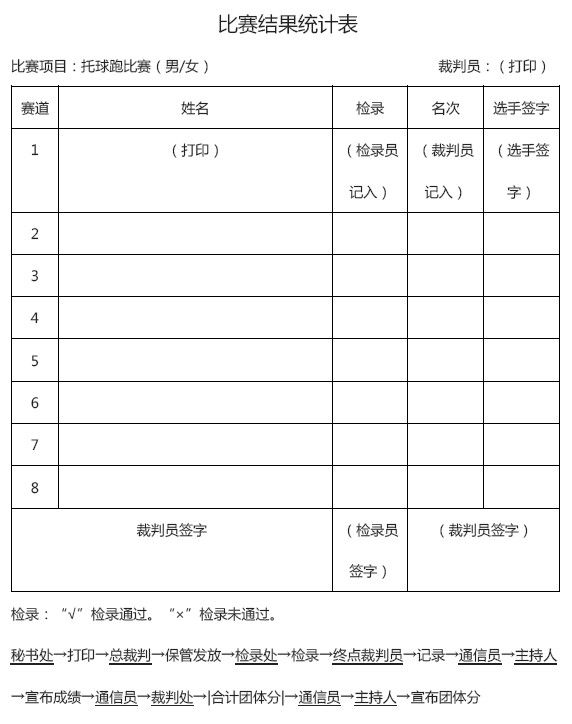 比赛结果统计表
比赛项目：托球跑比赛（男/女） 裁判员：（打印）
赛道 姓名 检录 名次 选手签字
1 （打印） （检录员记入） （裁判员记入） （选手签字）
2
3
4
5
6
7
8
裁判员签字 （检录员签字） （裁判员签字）
检录：“√”检录通过。“×”检录未通过。
秘书处→打印→总裁判→保管发放→检录处→检录→终点裁判员→记录→通信员→主持人
→宣布成绩→通信员→裁判处→|合计团体分|→通信员→主持人→宣布团体分